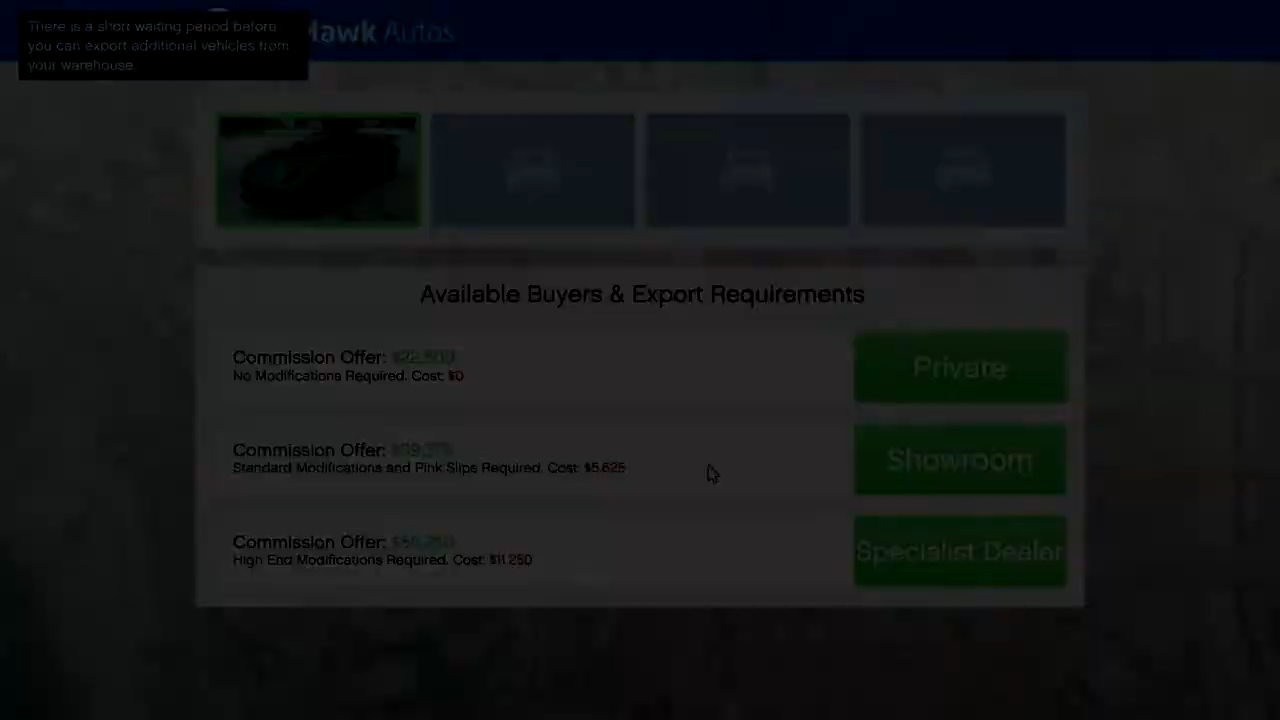 There is a short waiting period before
you can export additional vehicles from
your warehouse.
Hawk Autos
Available Buyers & Export Requirements
Commission Offer: $22,500
No Modifications Required. Cost: $0
Private
Commission Offer:
Standard Modifications and Pink Slips Required. Cost: $5,625
Showroom
Commission Offer:
High End Modifications Required. Cost: $11,250
Specialist Dealer